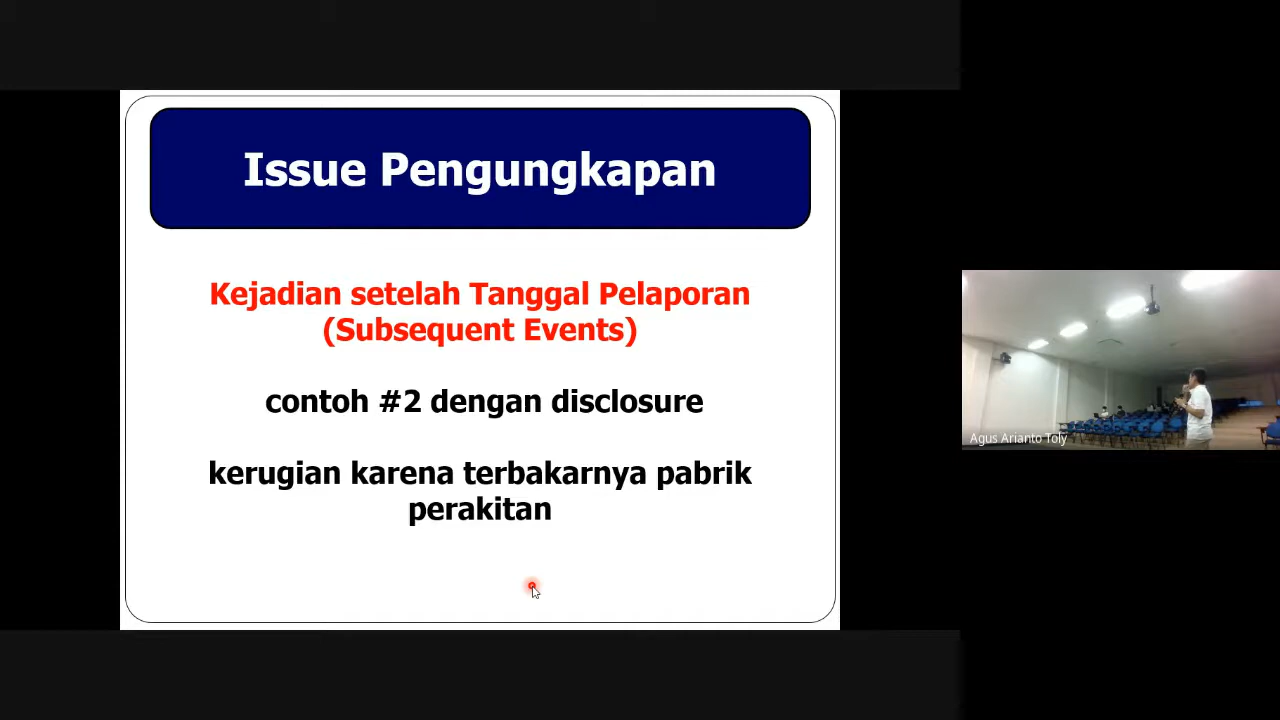 Issue Pengungkapan
Kejadian setelah Tanggal Pelaporan
(Subsequent Events)
contoh #2 dengan disclosure
kerugian karena terbakarnya pabrik
perakitan
Agus Arianto Toly